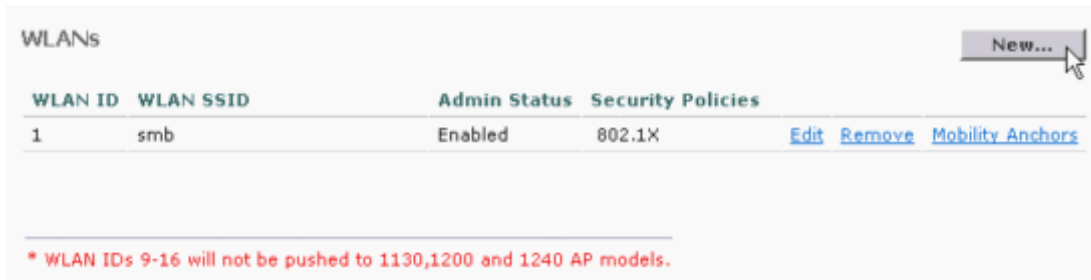 WLANs
New...
WLAN ID WLAN SSID Admin Status Security Policies
1 smb Enabled 802.1X Edit Remove Mobility Anchors
* WLAN IDs 9-16 will not be pushed to 1130,1200 and 1240 AP models.